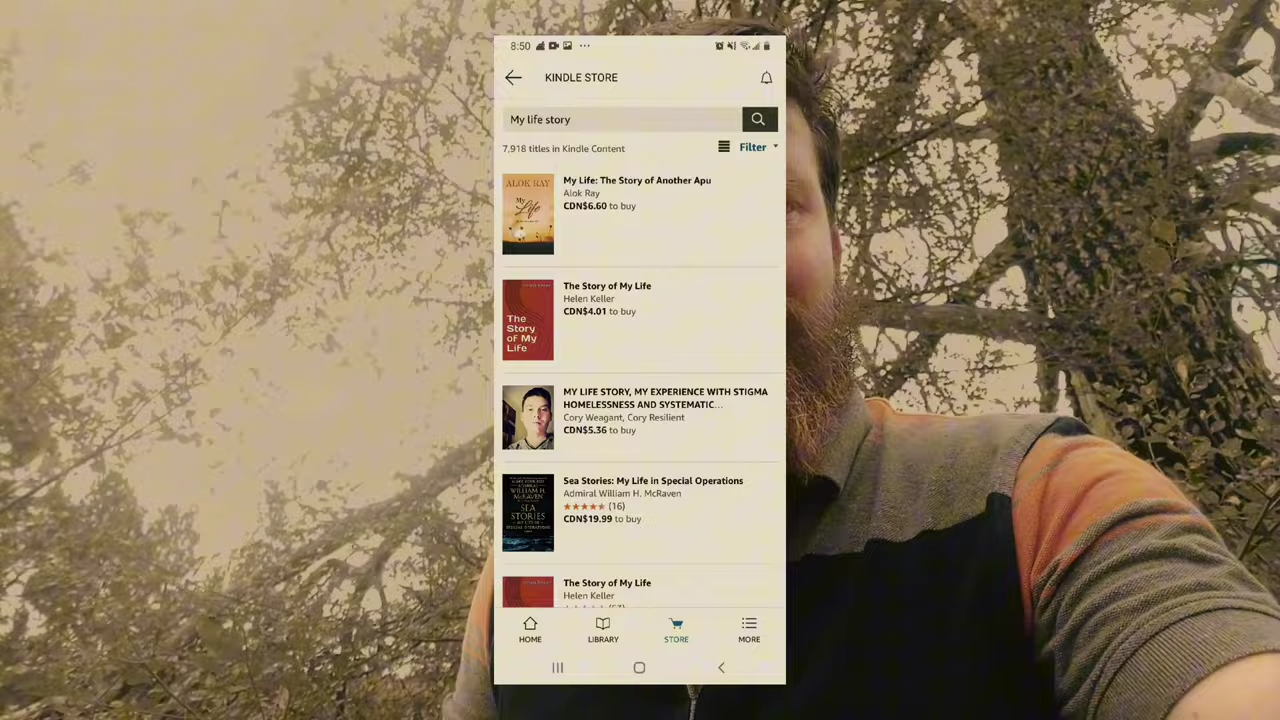 8:50
KINDLE STORE
My life story
7,918 titles in Kindle Content
Filter
ALOK RAY
My
Life
My Life: The Story of Another Apu
Alok Ray
CDN$6.60 to buy
The
Story
of My
Life
The Story of My Life
Helen Keller
CDN$4.01 to buy
MY LIFE STORY, MY EXPERIENCE WITH STIGMA
HOMELESSNESS AND SYSTEMATIC...
Cory Weagant, Cory Resilient
CDN$5.36 to buy
WILLIAM H.
McRAVEN
SEA
STORIES
Sea Stories: My Life in Special Operations
Admiral William H. McRaven
(16)
CDN$19.99 to buy
The Story of My Life
Helen Keller
HOME
LIBRARY
STORE
MORE